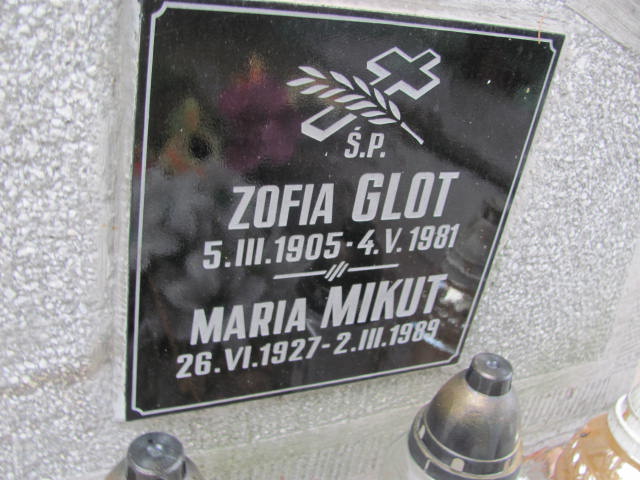 Ś.P.
ZOFIA GLOT
5.III.1905-4.V.1981
MARIA MIKUT
26.VI.1927-2.III.1989